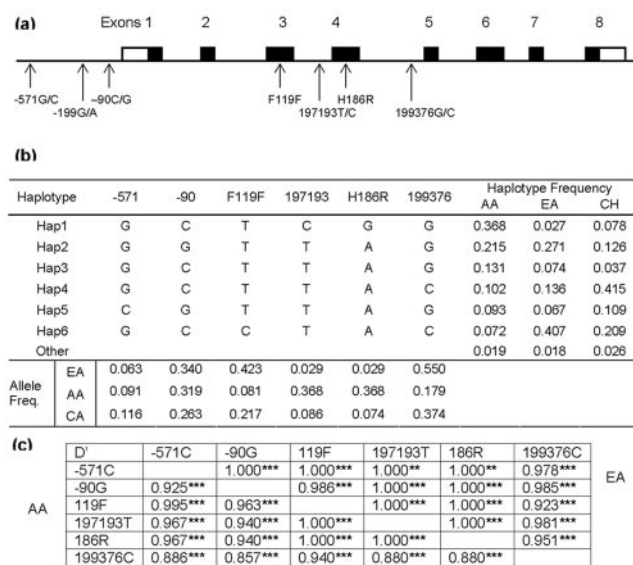 (a)
Exons 1 2 3 4 5 6 7 8
-571G/C -199G/A –90C/G F119F 197193T/C H186R 199376G/C
(b)
Haplotype -571 -90 F119F 197193 H186R 199376 Haplotype Frequency
AA EA CH
Hap1 G C T C G G 0.368 0.027 0.078
Hap2 G G T T A G 0.215 0.271 0.126
Hap3 G C T T A G 0.131 0.074 0.037
Hap4 G C T T A C 0.102 0.136 0.415
Hap5 C G T T A G 0.093 0.067 0.109
Hap6 G C C T A C 0.072 0.407 0.209
Other 0.019 0.018 0.026
Allele Freq.
EA 0.063 0.340 0.423 0.029 0.029 0.550
AA 0.091 0.319 0.081 0.368 0.368 0.179
CA 0.116 0.263 0.217 0.086 0.074 0.374
(c)
D' -571C -90G 119F 197193T 186R 199376C
-571C 1.000*** 1.000*** 1.000** 1.000** 0.978***
-90G 0.925*** 0.986*** 1.000*** 1.000*** 0.985***
119F 0.995*** 0.963*** 1.000*** 1.000*** 0.923***
197193T 0.967*** 0.940*** 1.000*** 1.000*** 0.981***
186R 0.967*** 0.940*** 1.000*** 1.000*** 0.951***
199376C 0.886*** 0.857*** 0.940*** 0.880*** 0.880***
AA
EA